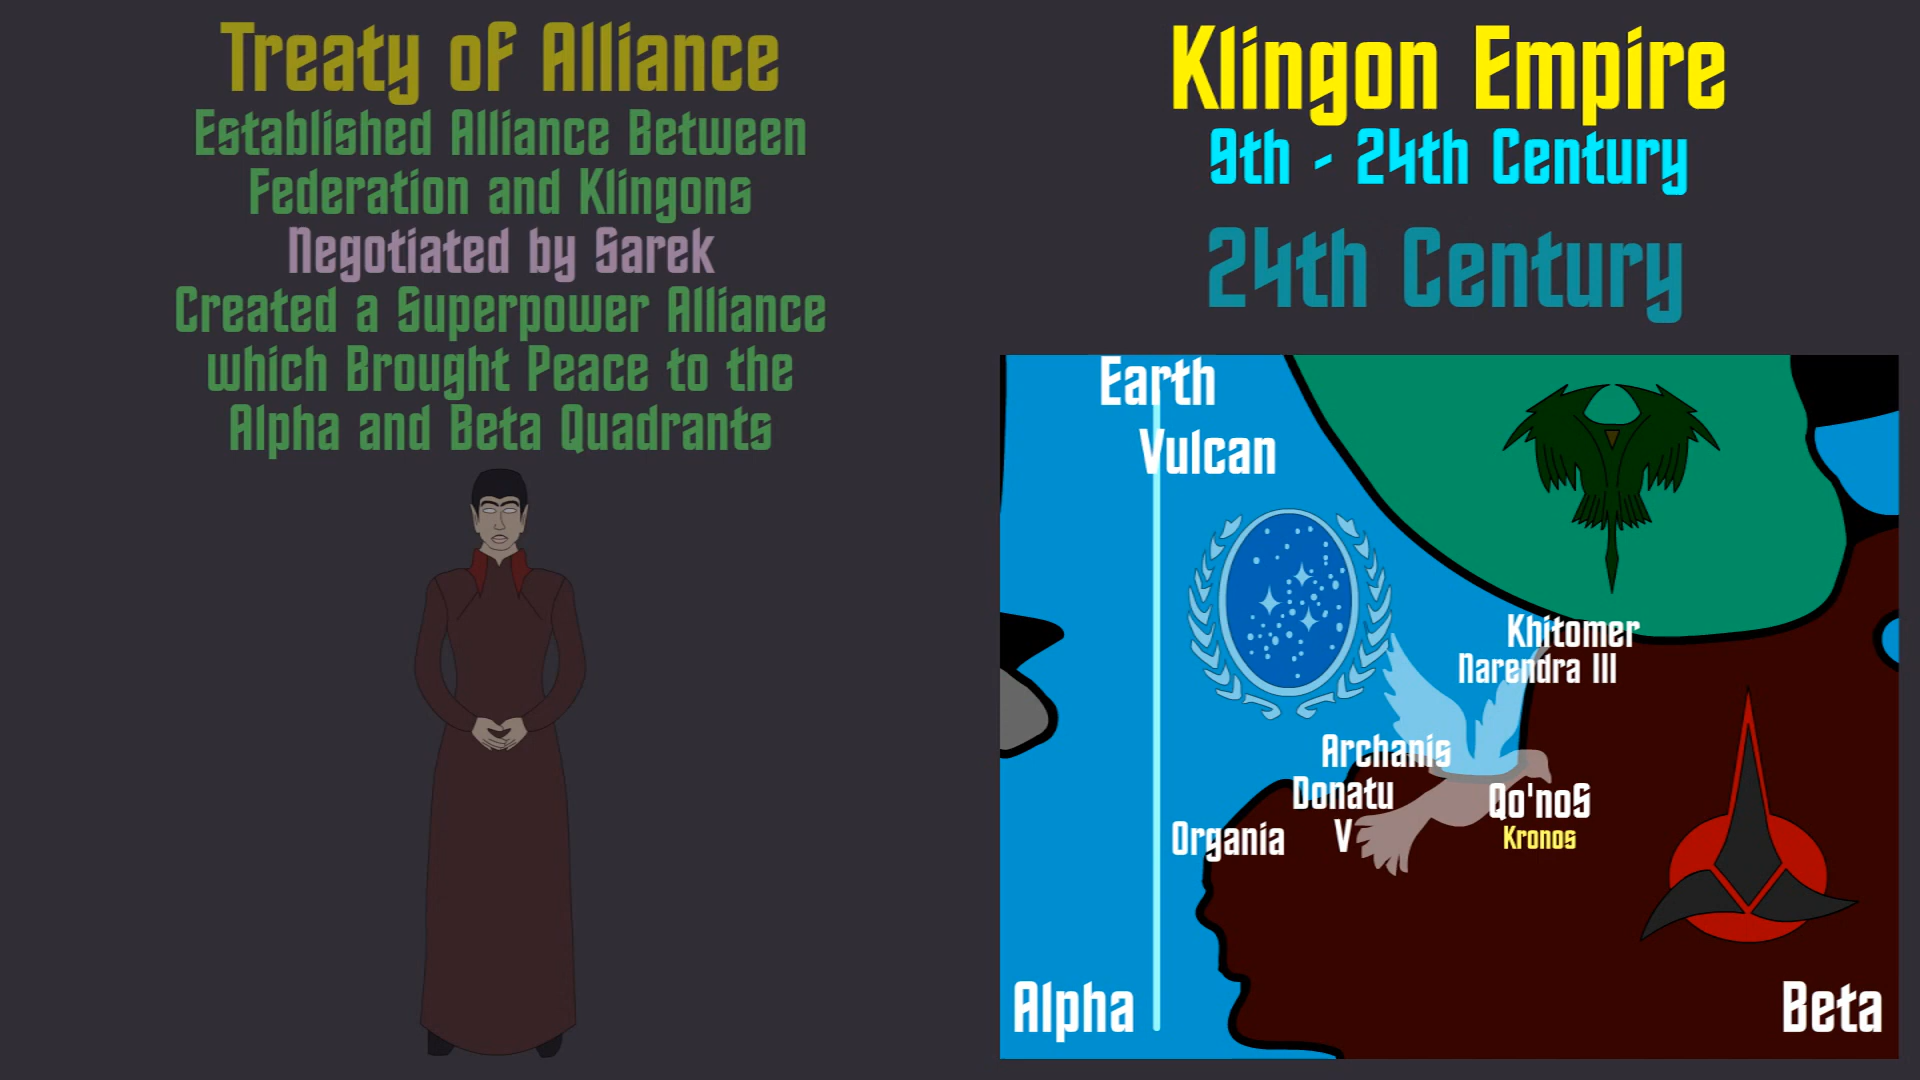 Treaty of Alliance
Established Alliance Between
Federation and Klingons
Negotiated by Sarek
Created a Superpower Alliance
which Brought Peace to the
Alpha and Beta Quadrants
Klingon Empire
9th - 24th Century
24th Century
Earth
Vulcan
Khitomer
Narendra III
Archanis
Donatu
V
Qo'noS
Kronos
Organia
Alpha
Beta